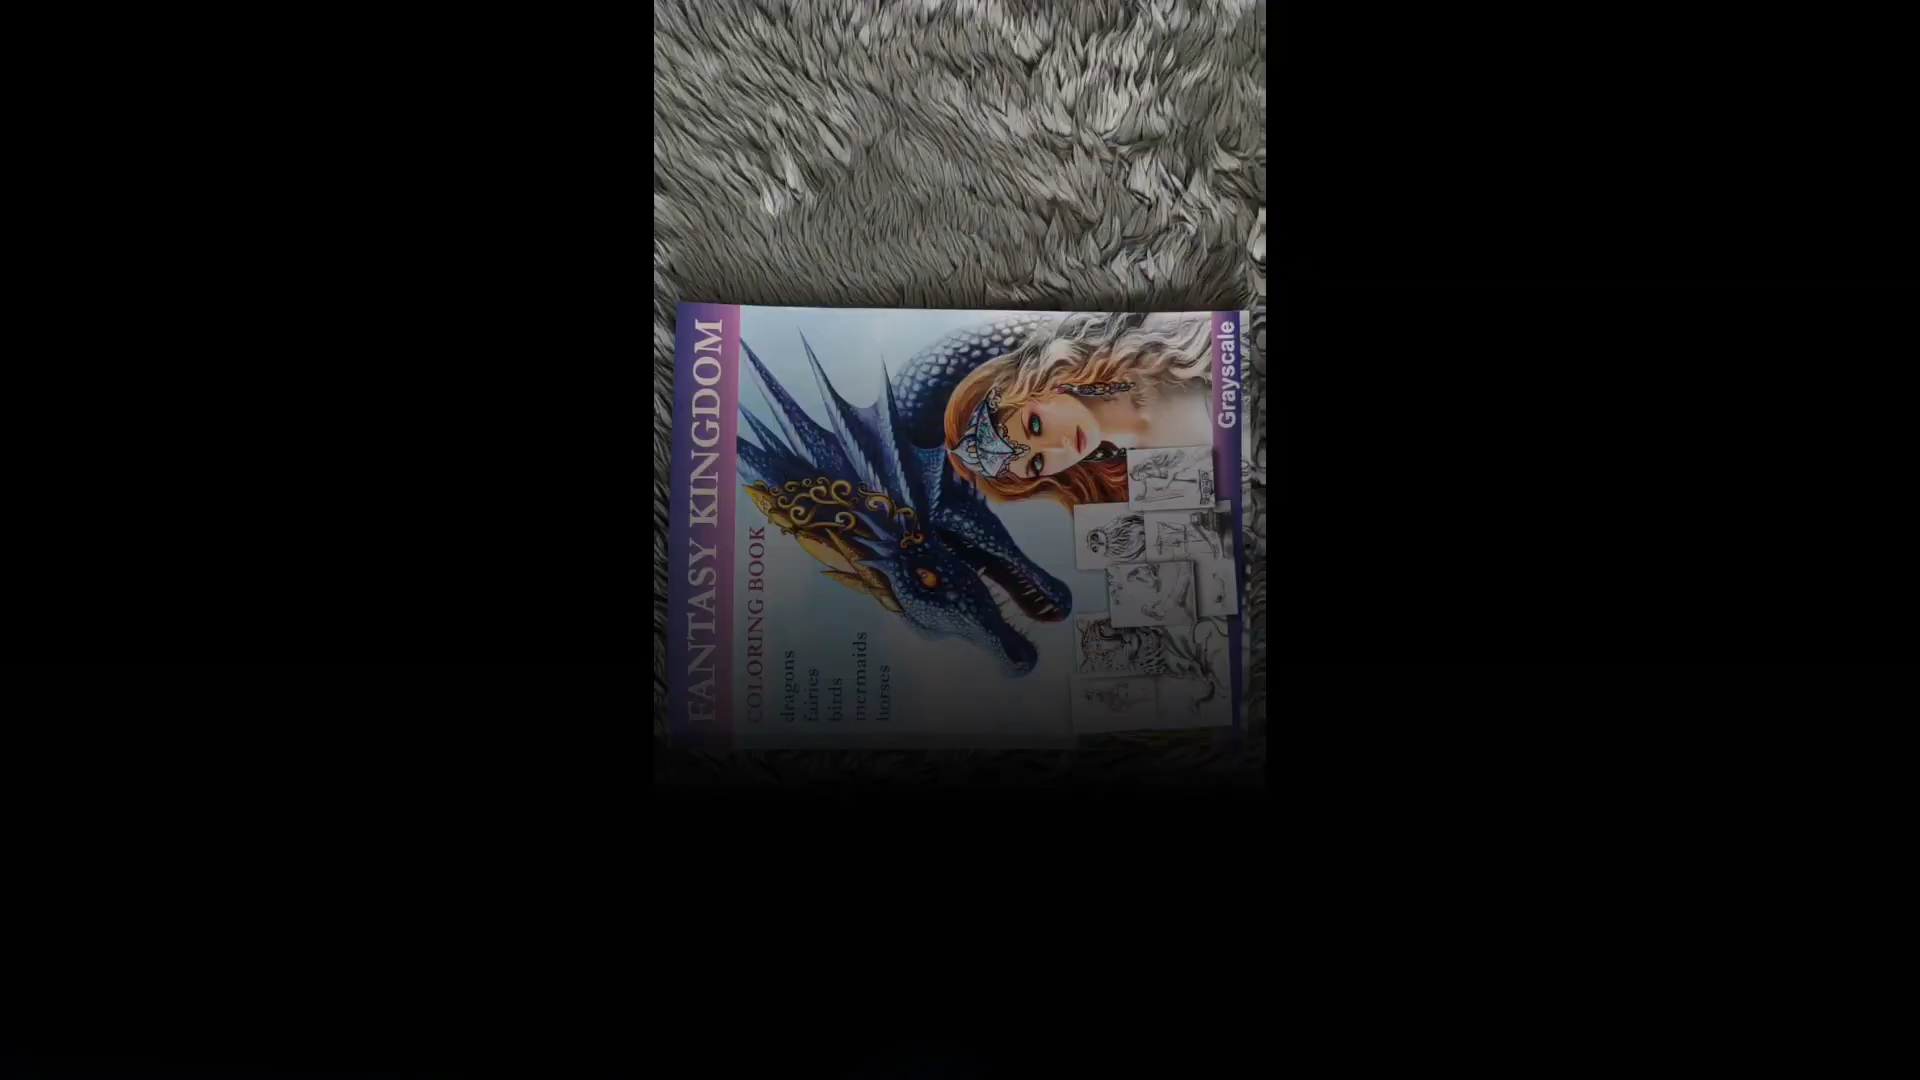 FANTASY KINGDOM
COLORING BOOK
dragons
fairies
birds
mermaids
horses
Grayscale